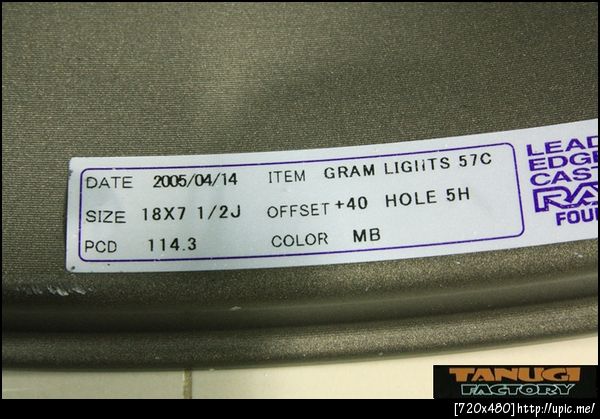 DATE 2005/04/14 ITEM GRAM LIGHTS 57C
SIZE 18X7 1/2J OFFSET +40 HOLE 5H
PCD 114.3 COLOR MB
LEAD
EDGE
CAST
RA
FOU
TANUGI
FACTORY
[720x480]http://upic.me/